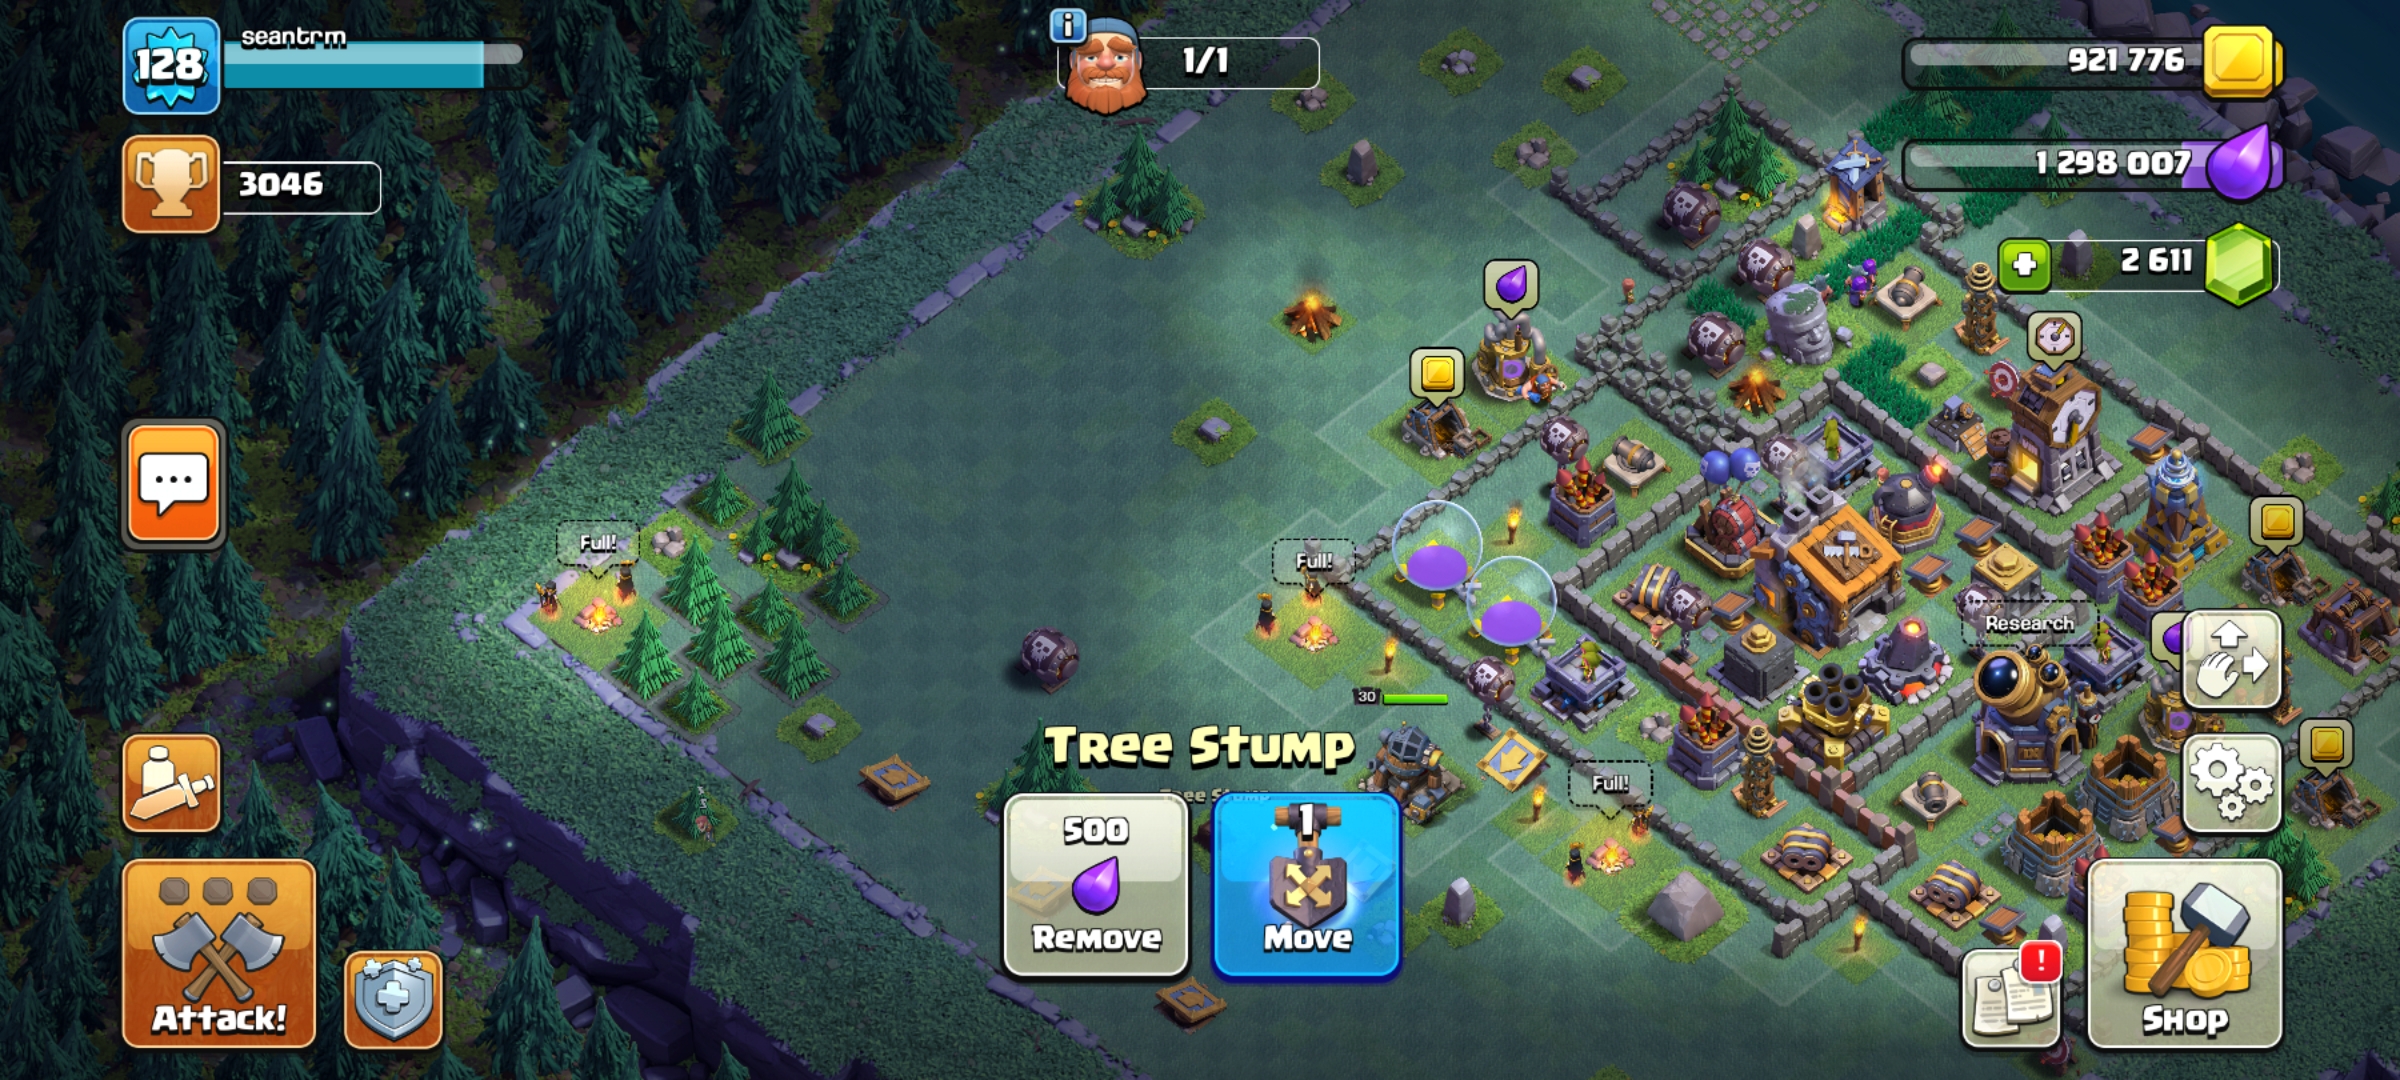 128
seantrm
1/1
921 776
3046
1 298 007
2 611
Full!
Full!
Research
30
Tree Stump
Full!
500
Remove
1
Move
Attack!
!
Shop